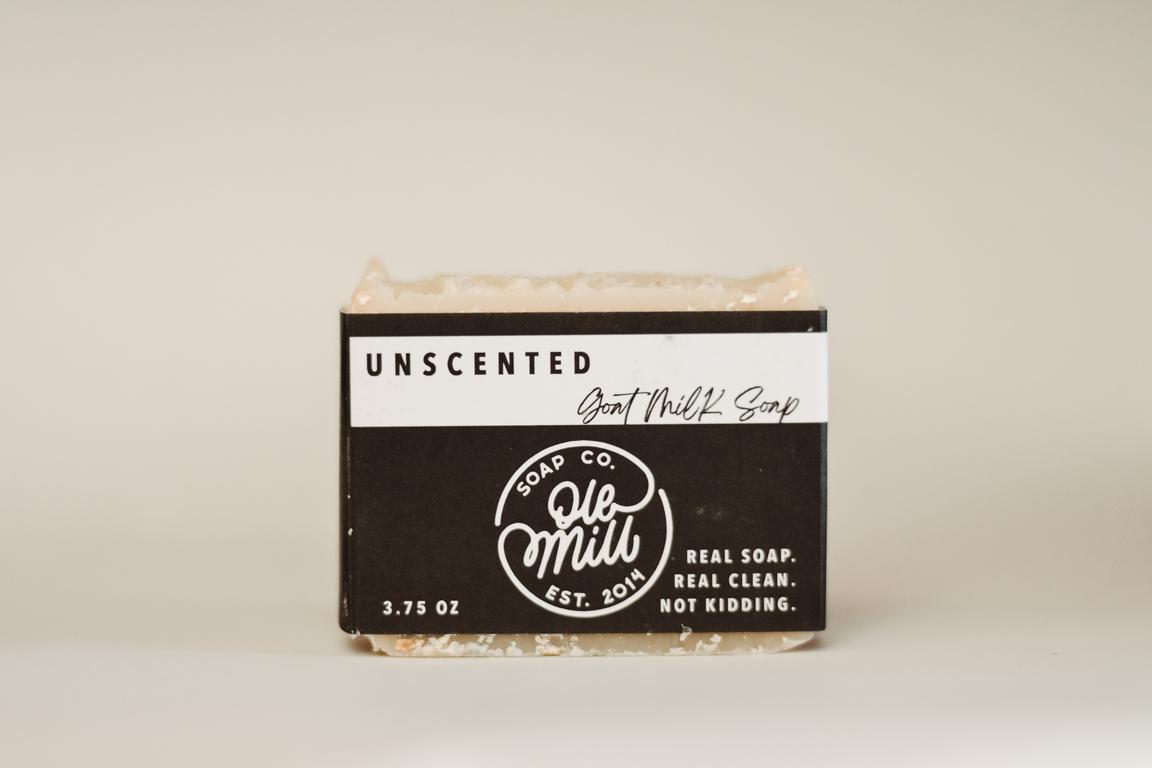 UNSCENTED
Goat Milk Soap
SOAP CO.
Ole
Mill
EST. 2014
REAL SOAP.
REAL CLEAN.
NOT KIDDING.
3.75 OZ